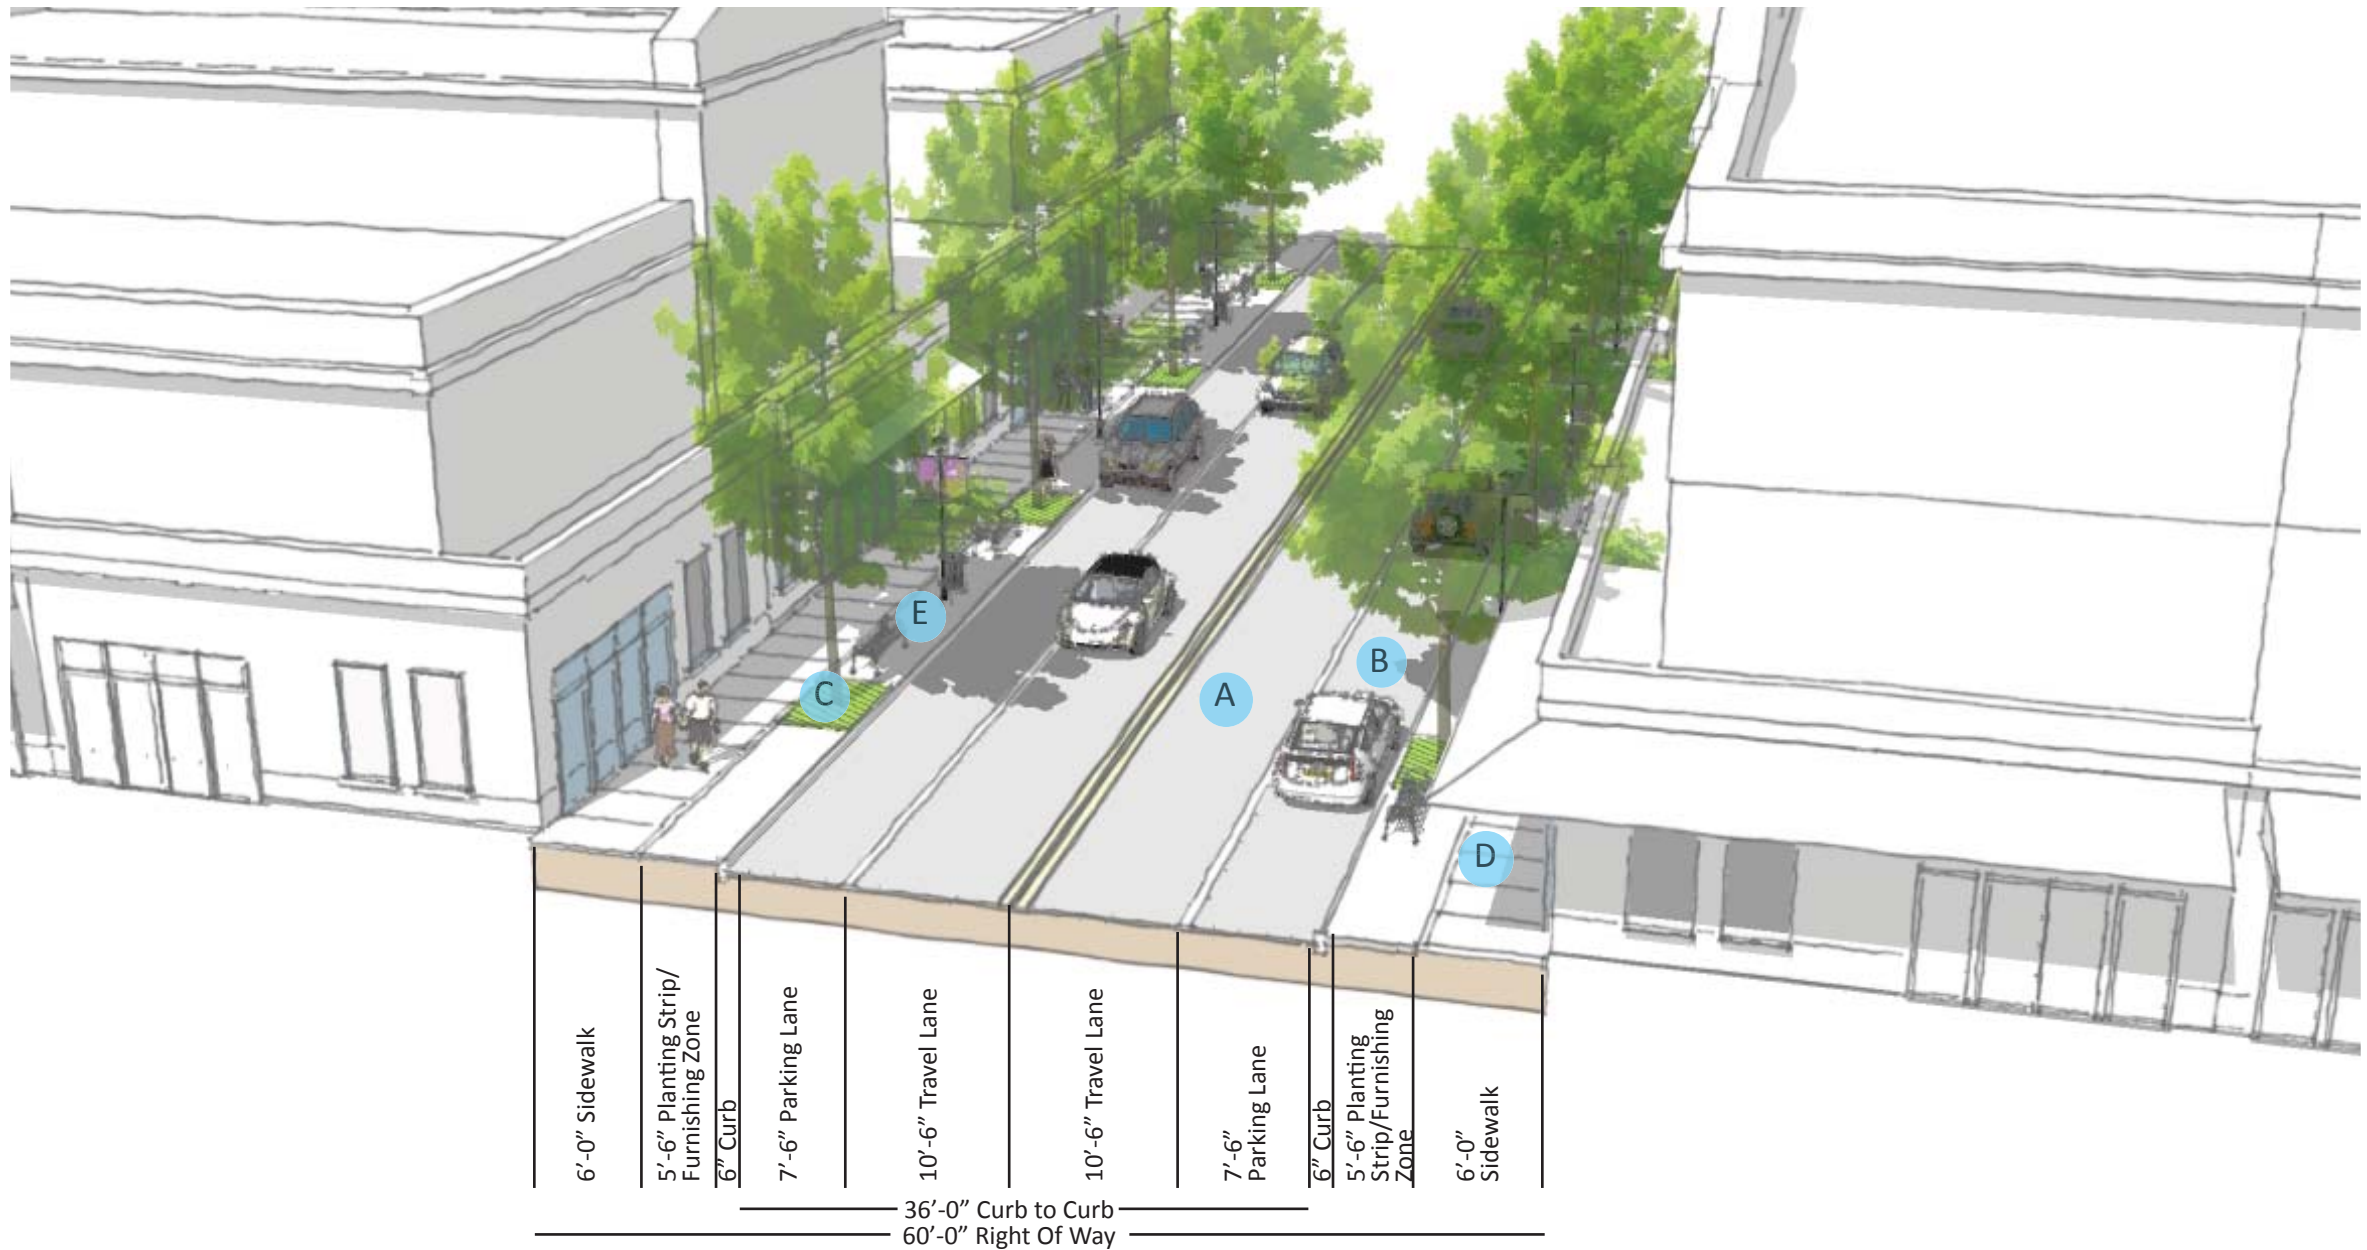 E
B
C
A
D
6’-0” Sidewalk
5’-6” Planting Strip/
Furnishing Zone
6” Curb
7’-6” Parking Lane
10’-6” Travel Lane
10’-6” Travel Lane
7’-6”
Parking Lane
6” Curb
5’-6” Planting
Strip/Furnishing
Zone
6’-0”
Sidewalk
36’-0” Curb to Curb
60’-0” Right Of Way